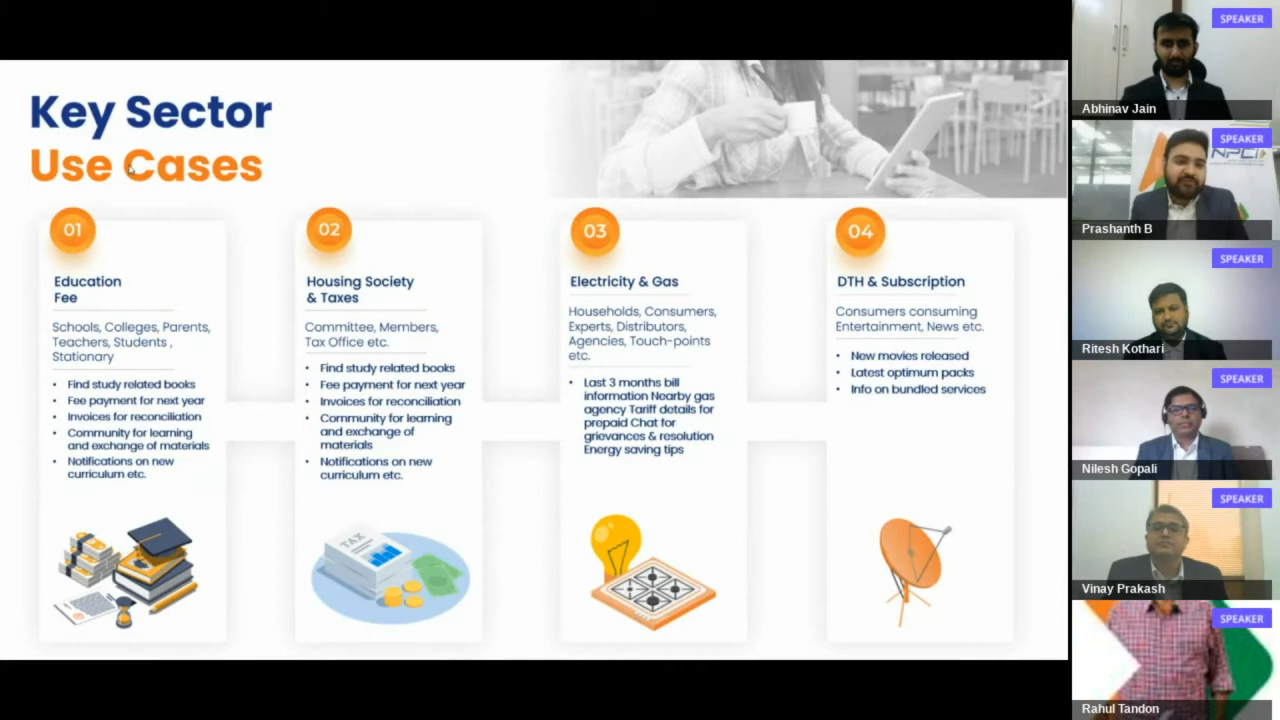 Key Sector
Use Cases
01
Education
Fee
Schools, Colleges, Parents,
Teachers, Students ,
Stationary
• Find study related books
• Fee payment for next year
• Invoices for reconciliation
• Community for learning
and exchange of materials
• Notifications on new
curriculum etc.
02
Housing Society
& Taxes
Committee, Members,
Tax Office etc.
• Find study related books
• Fee payment for next year
• Invoices for reconciliation
• Community for learning
and exchange of
materials
• Notifications on new
curriculum etc.
TAX
03
Electricity & Gas
Households, Consumers,
Experts, Distributors,
Agencies, Touch-points
etc.
• Last 3 months bill
information Nearby gas
agency Tariff details for
prepaid Chat for
grievances & resolution
Energy saving tips
04
DTH & Subscription
Consumers consuming
Entertainment, News etc.
• New movies released
• Latest optimum packs
• Info on bundled services
SPEAKER
Abhinav Jain
SPEAKER
NPCI
Prashanth B
SPEAKER
Ritesh Kothari
SPEAKER
Nilesh Gopali
SPEAKER
Vinay Prakash
SPEAKER
Rahul Tandon